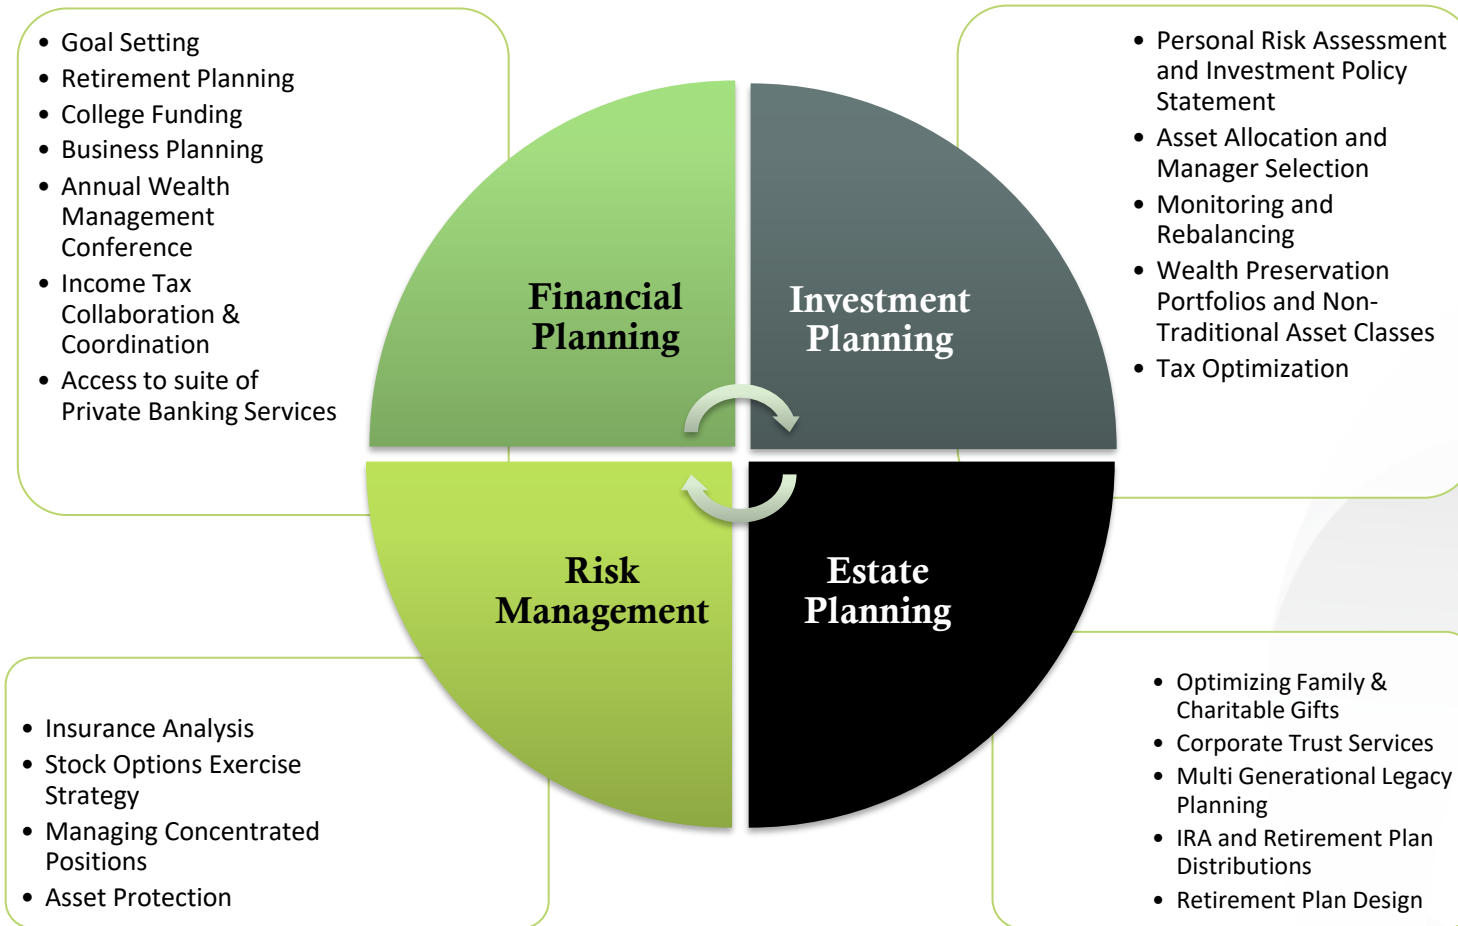 • Goal Setting
• Retirement Planning
• College Funding
• Business Planning
• Annual Wealth
Management
Conference
• Income Tax
Collaboration &
Coordination
• Access to suite of
Private Banking Services
• Personal Risk Assessment
and Investment Policy
Statement
• Asset Allocation and
Manager Selection
• Monitoring and
Rebalancing
• Wealth Preservation
Portfolios and Non-
Traditional Asset Classes
• Tax Optimization
Financial
Planning
Investment
Planning
Risk
Management
Estate
Planning
• Insurance Analysis
• Stock Options Exercise
Strategy
• Managing Concentrated
Positions
• Asset Protection
• Optimizing Family &
Charitable Gifts
• Corporate Trust Services
• Multi Generational Legacy
Planning
• IRA and Retirement Plan
Distributions
• Retirement Plan Design